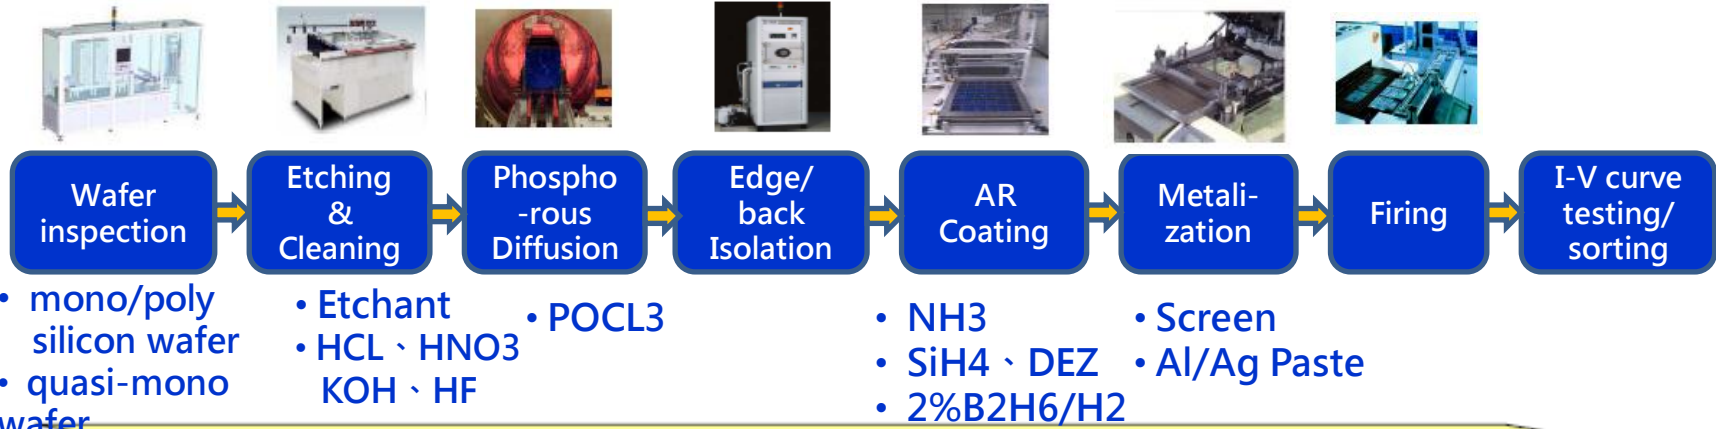 Wafer
inspection
Etching
&
Cleaning
Phospho
-rous
Diffusion
Edge/
back
Isolation
AR
Coating
Metali-
zation
Firing
I-V curve
testing/
sorting
• mono/poly
silicon wafer
• quasi-mono
wafer
• Etchant
• HCL、HNO3
KOH、HF
• POCL3
• NH3
• SiH4、DEZ
• 2%B2H6/H2
• Screen
• Al/Ag Paste